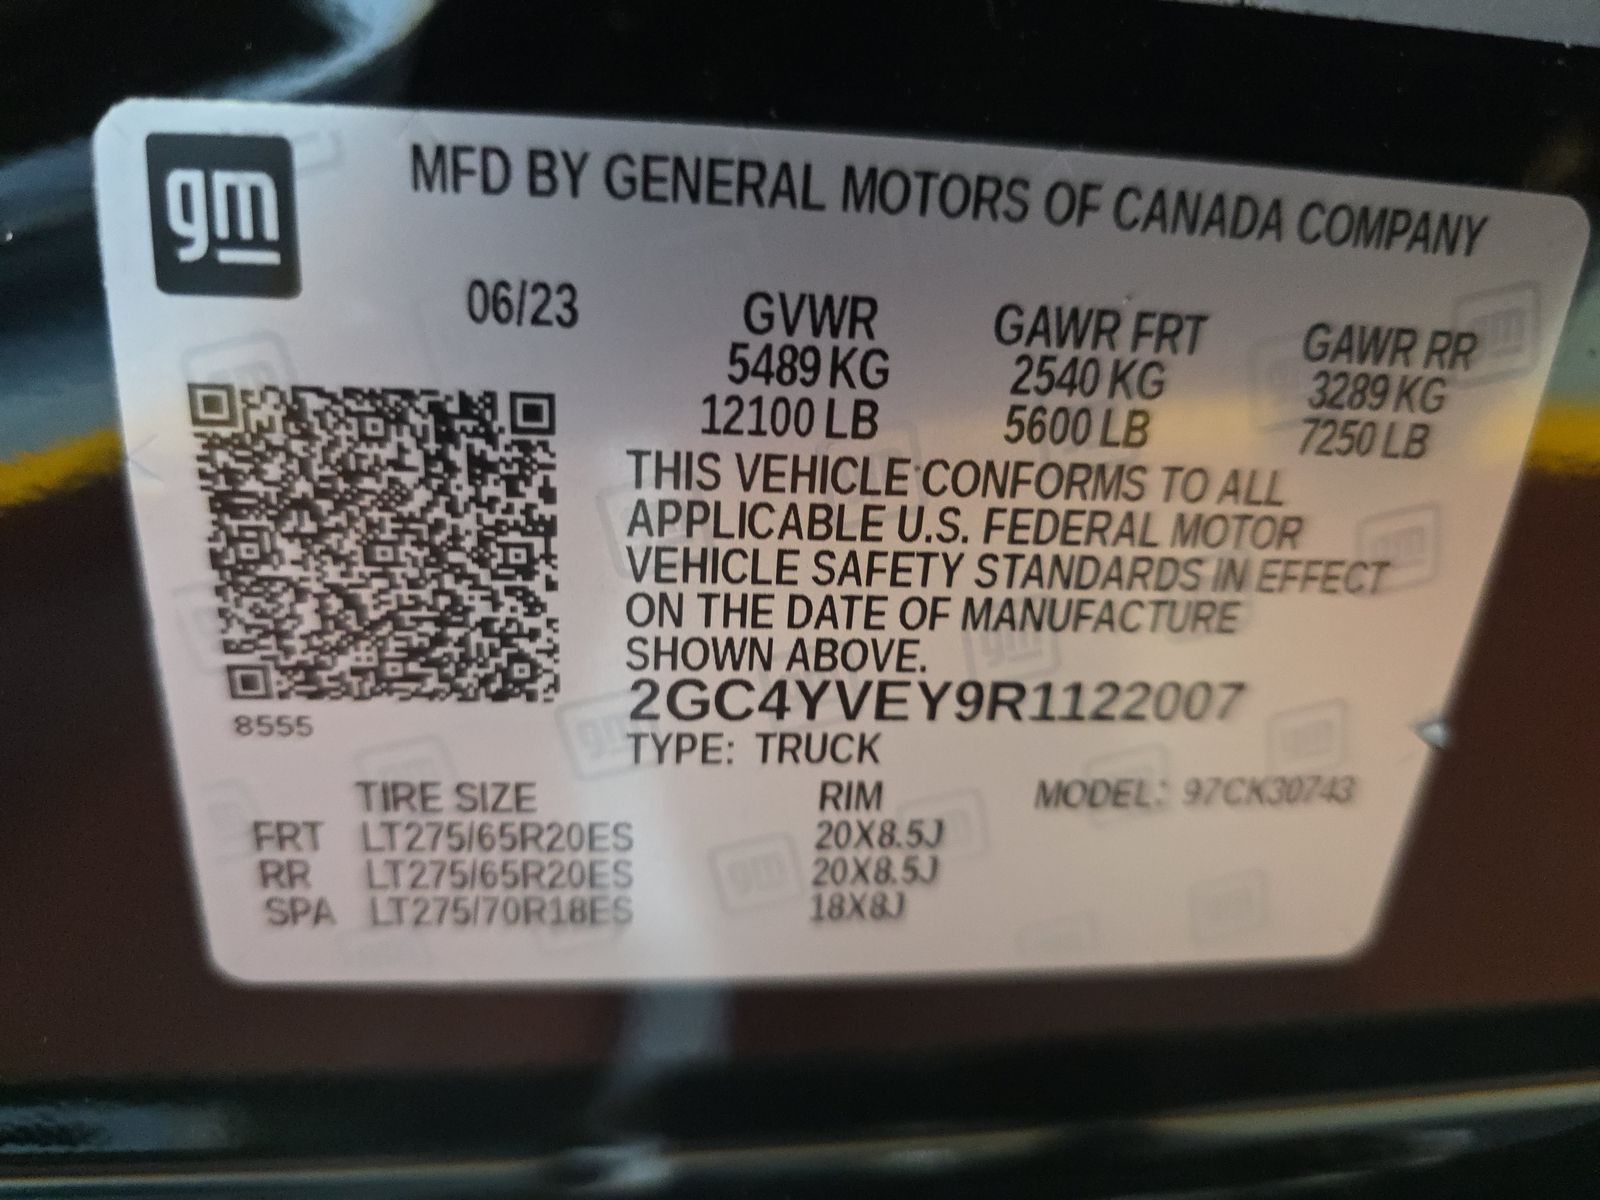 gm
MFD BY GENERAL MOTORS OF CANADA COMPANY
06/23 GVWR GAWR FRT GAWR RR
5489 KG 2540 KG 3289 KG
12100 LB 5600 LB 7250 LB
THIS VEHICLE CONFORMS TO ALL
APPLICABLE U.S. FEDERAL MOTOR
VEHICLE SAFETY STANDARDS IN EFFECT
ON THE DATE OF MANUFACTURE
SHOWN ABOVE.
2GC4YVEY9R1122007
8555
TYPE: TRUCK
TIRE SIZE RIM MODEL: 97CK30743
FRT LT275/65R20ES 20X8.5J
RR LT275/65R20ES 20X8.5J
SPA LT275/70R18ES 18X8J